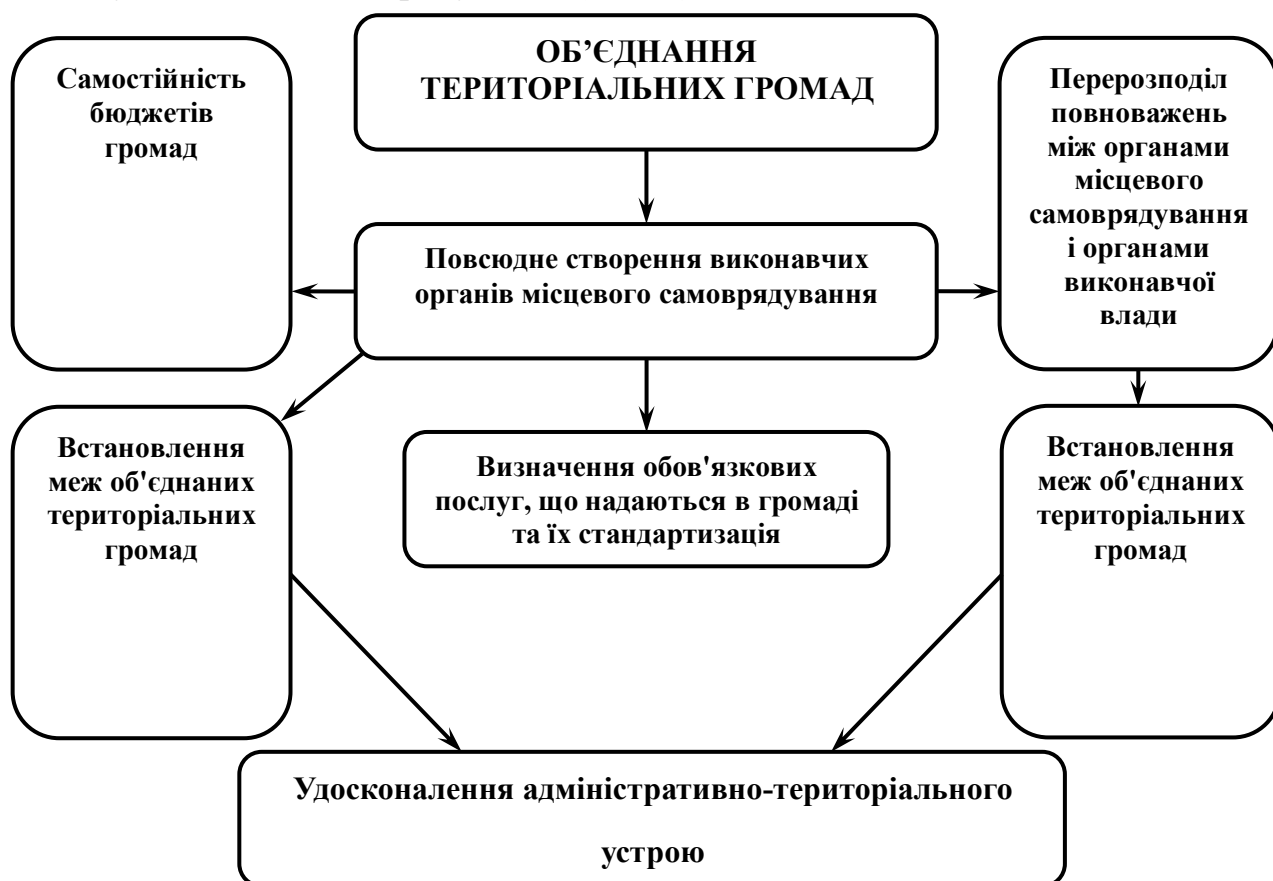 ОБ’ЄДНАННЯ
ТЕРИТОРІАЛЬНИХ ГРОМАД
Самостійність
бюджетів
громад
Перерозподіл
повноважень
між органами
місцевого
самоврядування
і органами
виконавчої
влади
Повсюдне створення виконавчих
органів місцевого самоврядування
Встановлення
меж об'єднаних
територіальних
громад
Визначення обов'язкових
послуг, що надаються в громаді
та їх стандартизація
Встановлення
меж об'єднаних
територіальних
громад
Удосконалення адміністративно-територіального
устрою